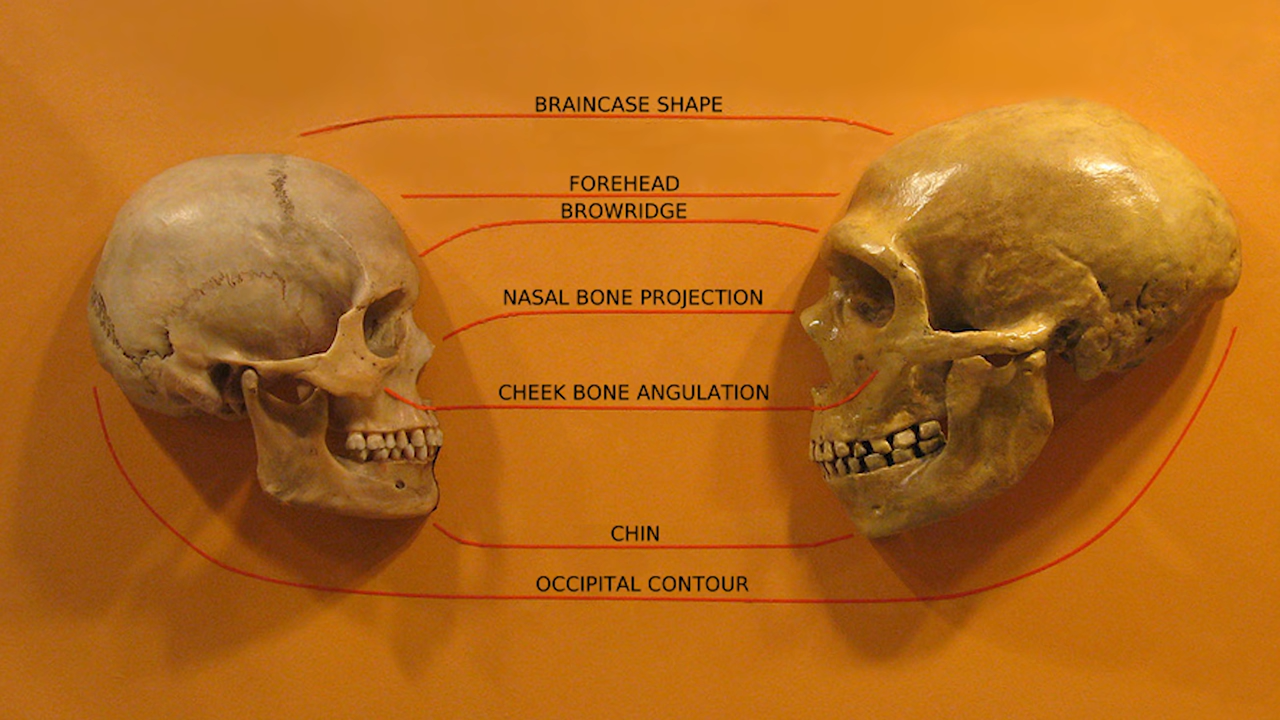 BRAINCASE SHAPE
FOREHEAD
BROWRIDGE
NASAL BONE PROJECTION
CHEEK BONE ANGULATION
CHIN
OCCIPITAL CONTOUR